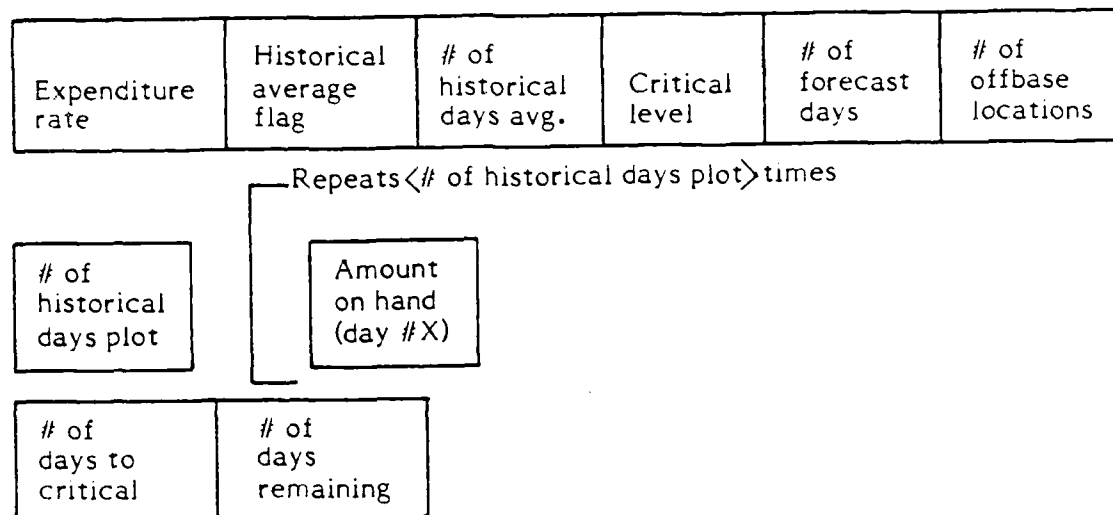 Expenditure
rate
Historical
average
flag
# of
historical
days avg.
Critical
level
# of
forecast
days
# of
offbase
locations
Repeats <# of historical days plot> times
# of
historical
days plot
Amount
on hand
(day #X)
# of
days to
critical
# of
days
remaining